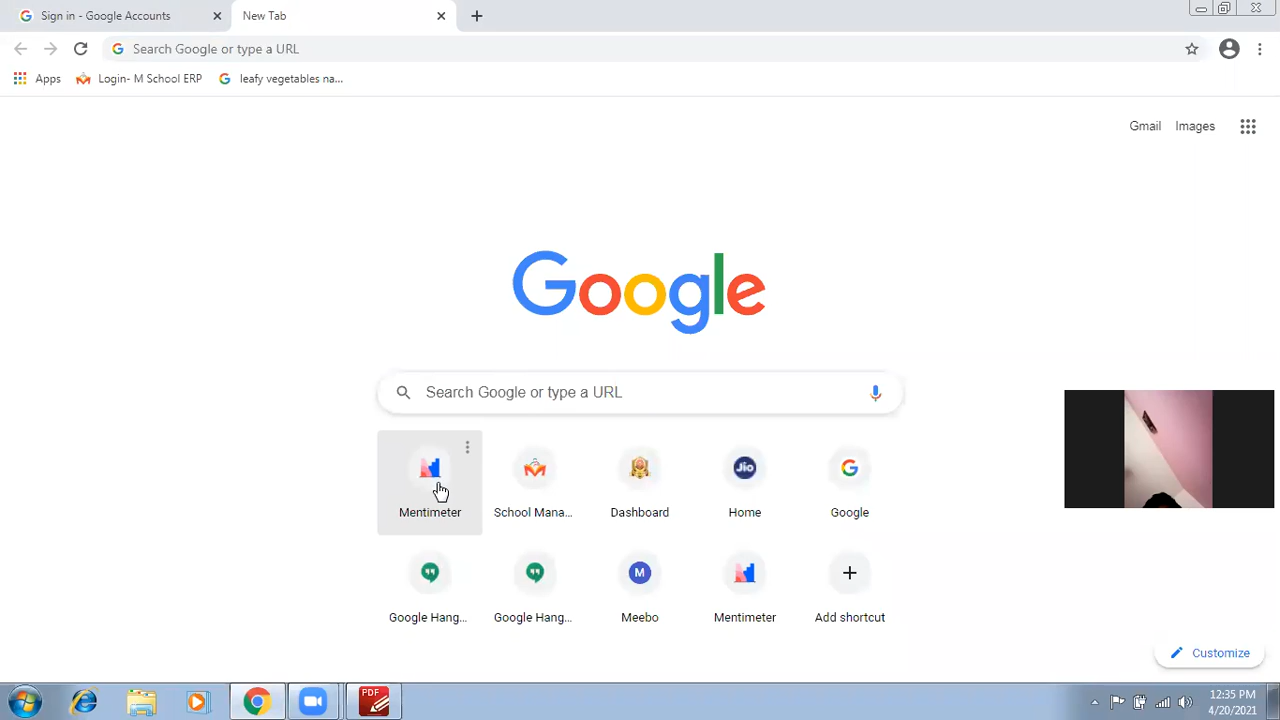 Sign in - Google Accounts
New Tab
Search Google or type a URL
Apps
Login- M School ERP
leafy vegetables na...
Gmail
Images
Google
Search Google or type a URL
Mentimeter
School Mana...
Dashboard
Jio
Home
Google
Google Hang...
Google Hang...
M
Meebo
Mentimeter
Add shortcut
Customize
PDF
12:35 PM
4/20/2021